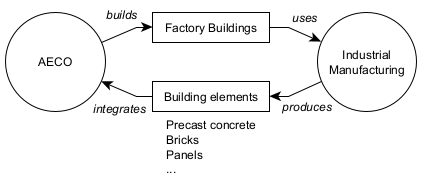 builds
Factory Buildings
uses
AECO
Industrial
Manufacturing
Building elements
integrates
produces
Precast concrete
Bricks
Panels
...